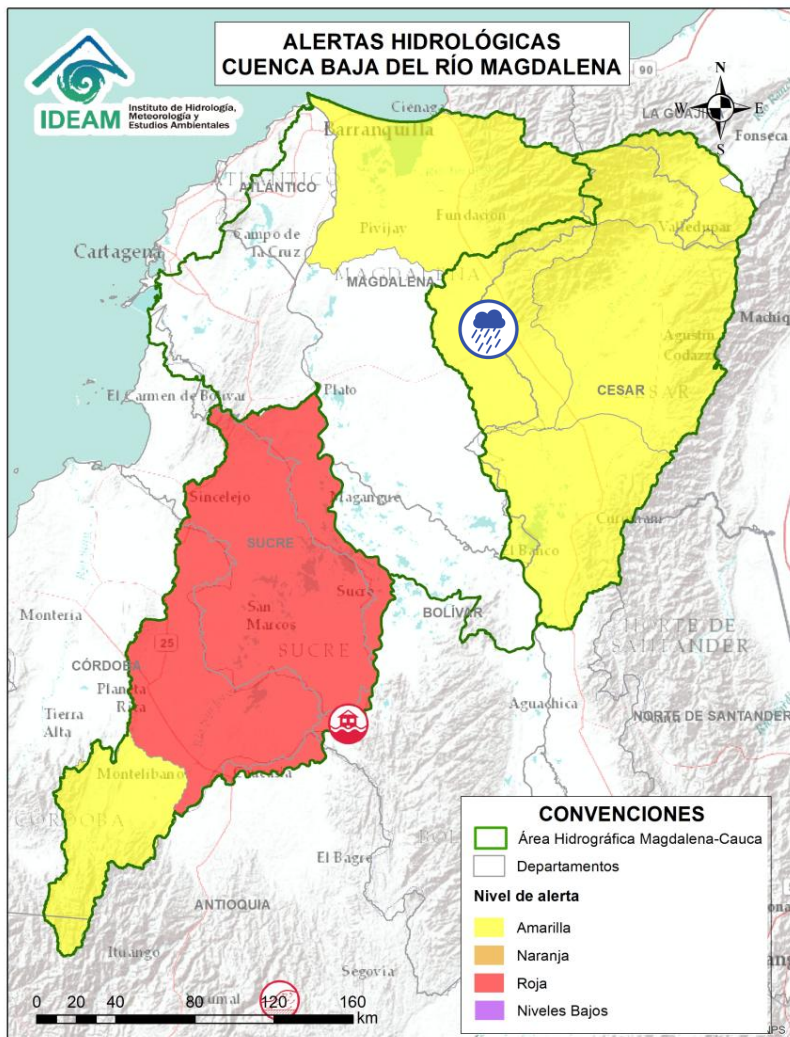 ALERTAS HIDROLÓGICAS
CUENCA BAJA DEL RÍO MAGDALENA
IDEAM
Instituto de Hidrología,
Meteorología y
Estudios Ambientales
N
W
E
S
90
Cienaga
LA GUAJIRA
Fonseca
Barranquilla
ATLÁNTICO
Fundación
Pivijay
Valledupar
Campo de
la Cruz
Cartagena
MAGDALENA
MAGDALENA
Machiq
Agustín
Codazzi
CESAR
El Carmen de Bolívar
Plato
Sincelejo
Magangue
SUCRE
El Banco
Sucre
BOLÍVAR
San
Marcos
Montería
SUCRE
NORTE DE
SANTANDER
25
CÓRDOBA
Planeta
Rica
Aguachica
Tierra
Alta
NORTE DE SANTANDER
Montelibano
CÓRDOBA
El Bagre
ANTIOQUIA
Ituango
Segovia
CONVENCIONES
Área Hidrográfica Magdalena-Cauca
Departamentos
Nivel de alerta
Amarilla
Naranja
Roja
Niveles Bajos
0 20 40 80 120 160
km